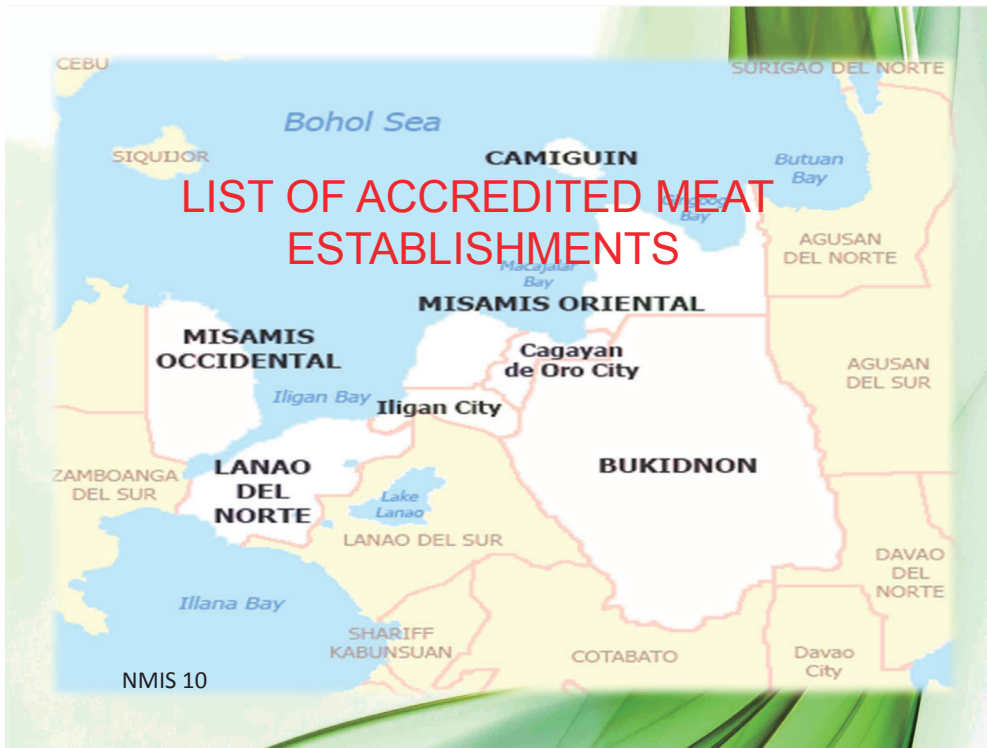 CEBU
SURIGAO DEL NORTE
Bohol Sea
SIQUIJOR
CAMIGUIN
Butuan
Bay
LIST OF ACCREDITED MEAT
ESTABLISHMENTS
Gingoog
Bay
AGUSAN
DEL NORTE
Macajalar
Bay
MISAMIS ORIENTAL
MISAMIS
OCCIDENTAL
Cagayan
de Oro City
AGUSAN
DEL SUR
Iligan Bay
Iligan City
LANAO
DEL
NORTE
BUKIDNON
ZAMBOANGA
DEL SUR
Lake
Lanao
LANAO DEL SUR
DAVAO
DEL
NORTE
Illana Bay
SHARIFF
KABUNSUAN
COTABATO
Davao
City
NMIS 10